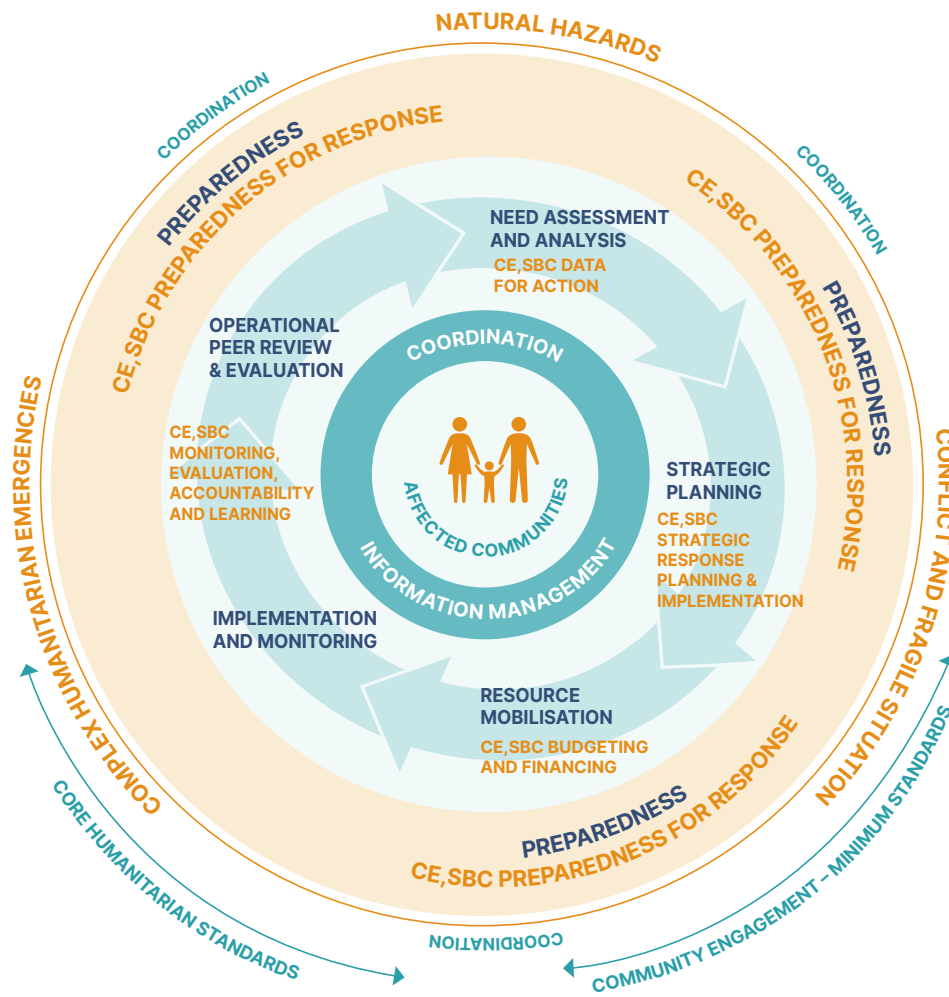 NATURAL HAZARDS
COORDINATION
COORDINATION
PREPAREDNESS
CE,SBC PREPAREDNESS FOR RESPONSE
PREPAREDNESS
CE,SBC PREPAREDNESS FOR RESPONSE
NEED ASSESSMENT
AND ANALYSIS
CE,SBC DATA
FOR ACTION
OPERATIONAL
PEER REVIEW
& EVALUATION
CE,SBC
MONITORING,
EVALUATION,
ACCOUNTABILITY
AND LEARNING
COORDINATION
AFFECTED COMMUNITIES
INFORMATION MANAGEMENT
STRATEGIC
PLANNING
CE,SBC
STRATEGIC
RESPONSE
PLANNING &
IMPLEMENTATION
IMPLEMENTATION
AND MONITORING
RESOURCE
MOBILISATION
CE,SBC BUDGETING
AND FINANCING
PREPAREDNESS
CE,SBC PREPAREDNESS FOR RESPONSE
COMPLEX HUMANITARIAN EMERGENCIES
CONFLICT AND FRAGILE SITUATION
CORE HUMANITARIAN STANDARDS
COORDINATION
COMMUNITY ENGAGEMENT – MINIMUM STANDARDS